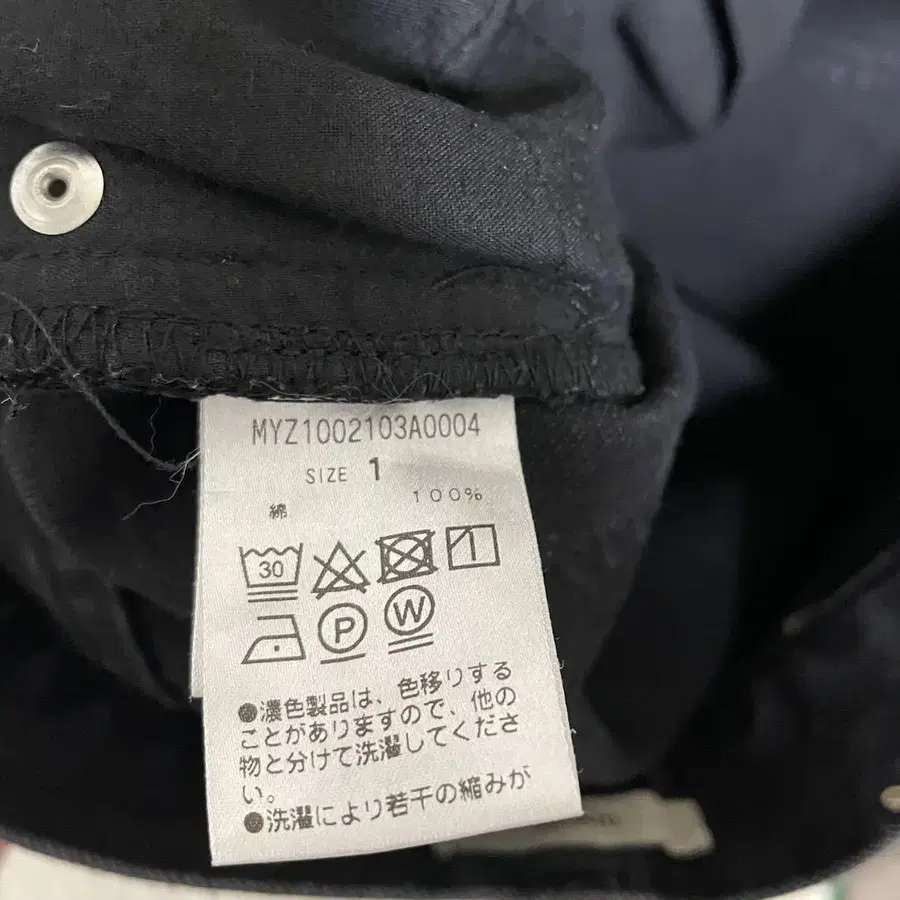 MYZ1002103A0004
SIZE 1
綿 100%
30
P W
●濃色製品は、色移りする
ことがありますので、他の
物と分けて洗濯してくださ
い。
●洗濯により若干の縮みが